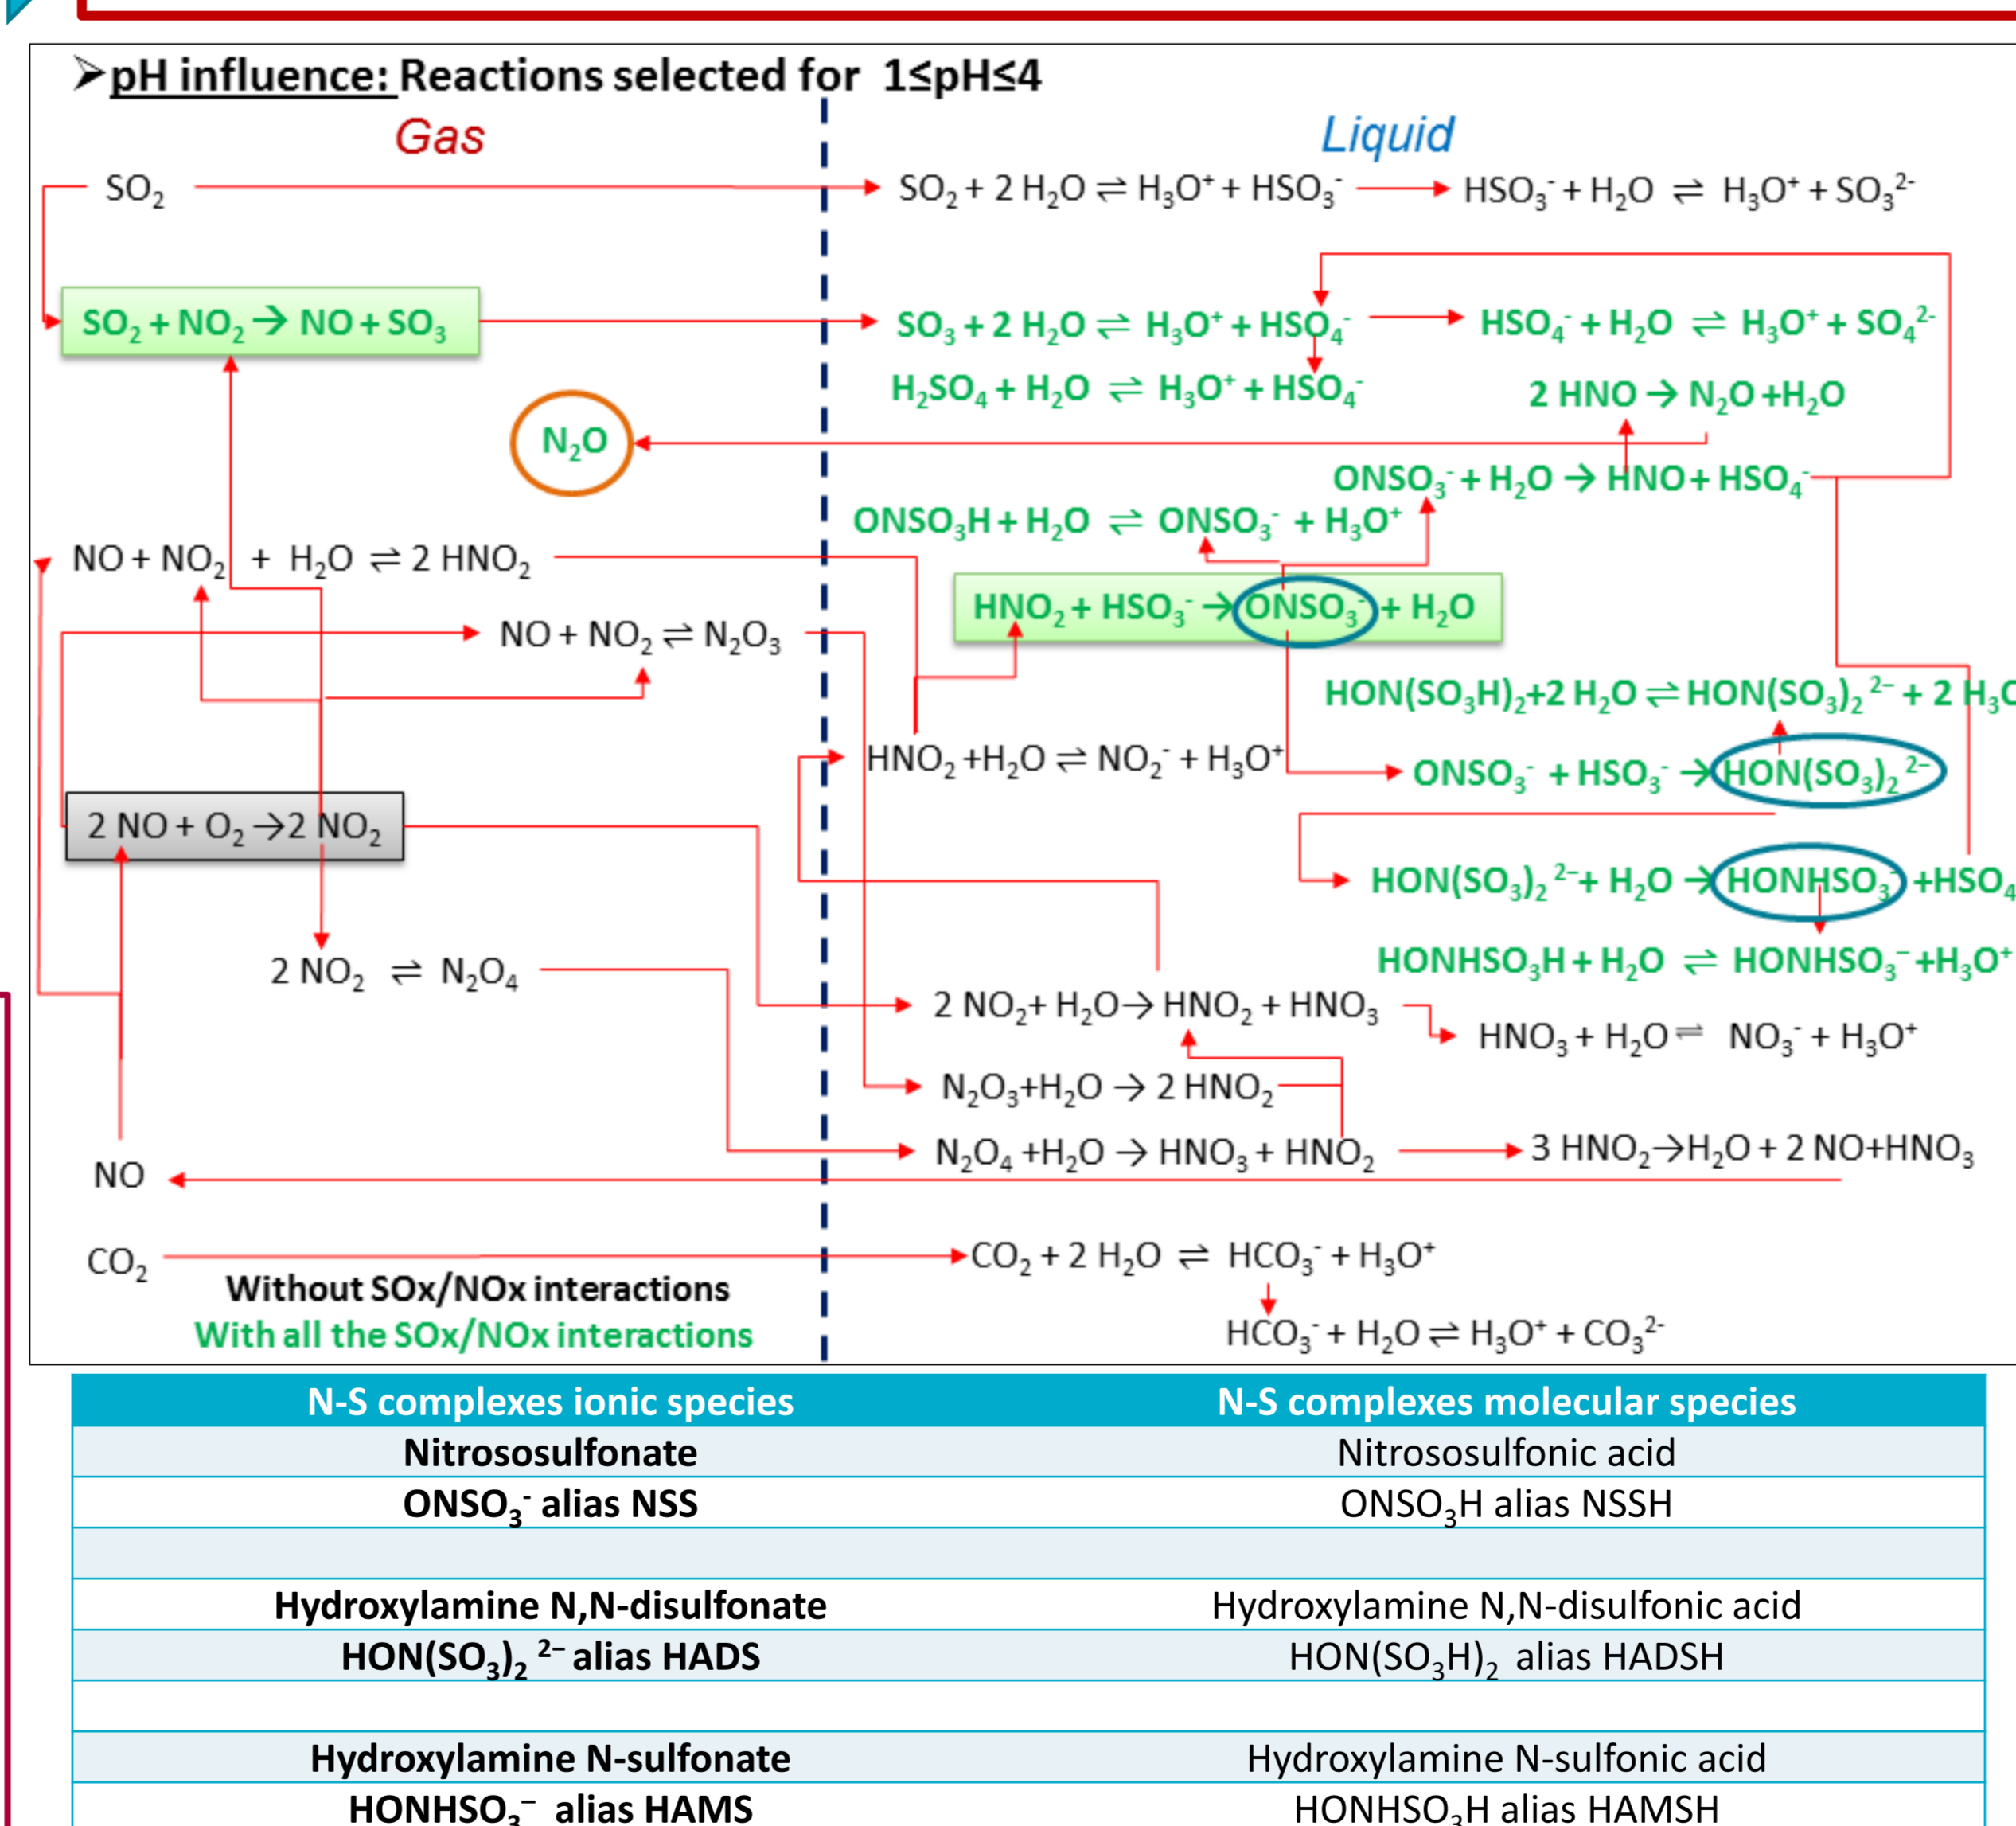 ➢pH influence: Reactions selected for 1≤pH≤4
Gas
Liquid
SO₂
SO₂ + 2 H₂O ⇌ H₃O⁺ + HSO₃⁻
HSO₃⁻ + H₂O ⇌ H₃O⁺ + SO₃²⁻
SO₂ + NO₂ → NO + SO₃
SO₃ + 2 H₂O ⇌ H₃O⁺ + HSO₄⁻
HSO₄⁻ + H₂O ⇌ H₃O⁺ + SO₄²⁻
H₂SO₄ + H₂O ⇌ H₃O⁺ + HSO₄⁻
2 HNO → N₂O +H₂O
N₂O
ONSO₃⁻ + H₂O → HNO + HSO₄⁻
ONSO₃H + H₂O ⇌ ONSO₃⁻ + H₃O⁺
NO + NO₂ + H₂O ⇌ 2 HNO₂
HNO₂ + HSO₃⁻ → ONSO₃⁻ + H₂O
NO + NO₂ ⇌ N₂O₃
HON(SO₃H)₂+2 H₂O ⇌ HON(SO₃)₂ ²⁻ + 2 H₃O
HNO₂ +H₂O ⇌ NO₂⁻ + H₃O⁺
ONSO₃⁻ + HSO₃⁻ → HON(SO₃)₂ ²⁻
2 NO + O₂ →2 NO₂
HON(SO₃)₂ ²⁻+ H₂O → HONHSO₃⁻ +HSO₄
HONHSO₃H + H₂O ⇌ HONHSO₃⁻ +H₃O⁺
2 NO₂ ⇌ N₂O₄
2 NO₂+ H₂O→ HNO₂ + HNO₃
HNO₃ + H₂O ⇌ NO₃⁻ + H₃O⁺
N₂O₃+H₂O → 2 HNO₂
N₂O₄ +H₂O → HNO₃ + HNO₂
3 HNO₂→H₂O + 2 NO+HNO₃
NO
CO₂
CO₂ + 2 H₂O ⇌ HCO₃⁻ + H₃O⁺
Without SOx/NOx interactions
With all the SOx/NOx interactions
HCO₃⁻ + H₂O ⇌ H₃O⁺ + CO₃²⁻
N-S complexes ionic species
N-S complexes molecular species
Nitrososulfonate
Nitrososulfonic acid
ONSO₃⁻ alias NSS
ONSO₃H alias NSSH
Hydroxylamine N,N-disulfonate
Hydroxylamine N,N-disulfonic acid
HON(SO₃)₂ ²⁻ alias HADS
HON(SO₃H)₂ alias HADSH
Hydroxylamine N-sulfonate
Hydroxylamine N-sulfonic acid
HONHSO₃⁻ alias HAMS
HONHSO₃H alias HAMSH